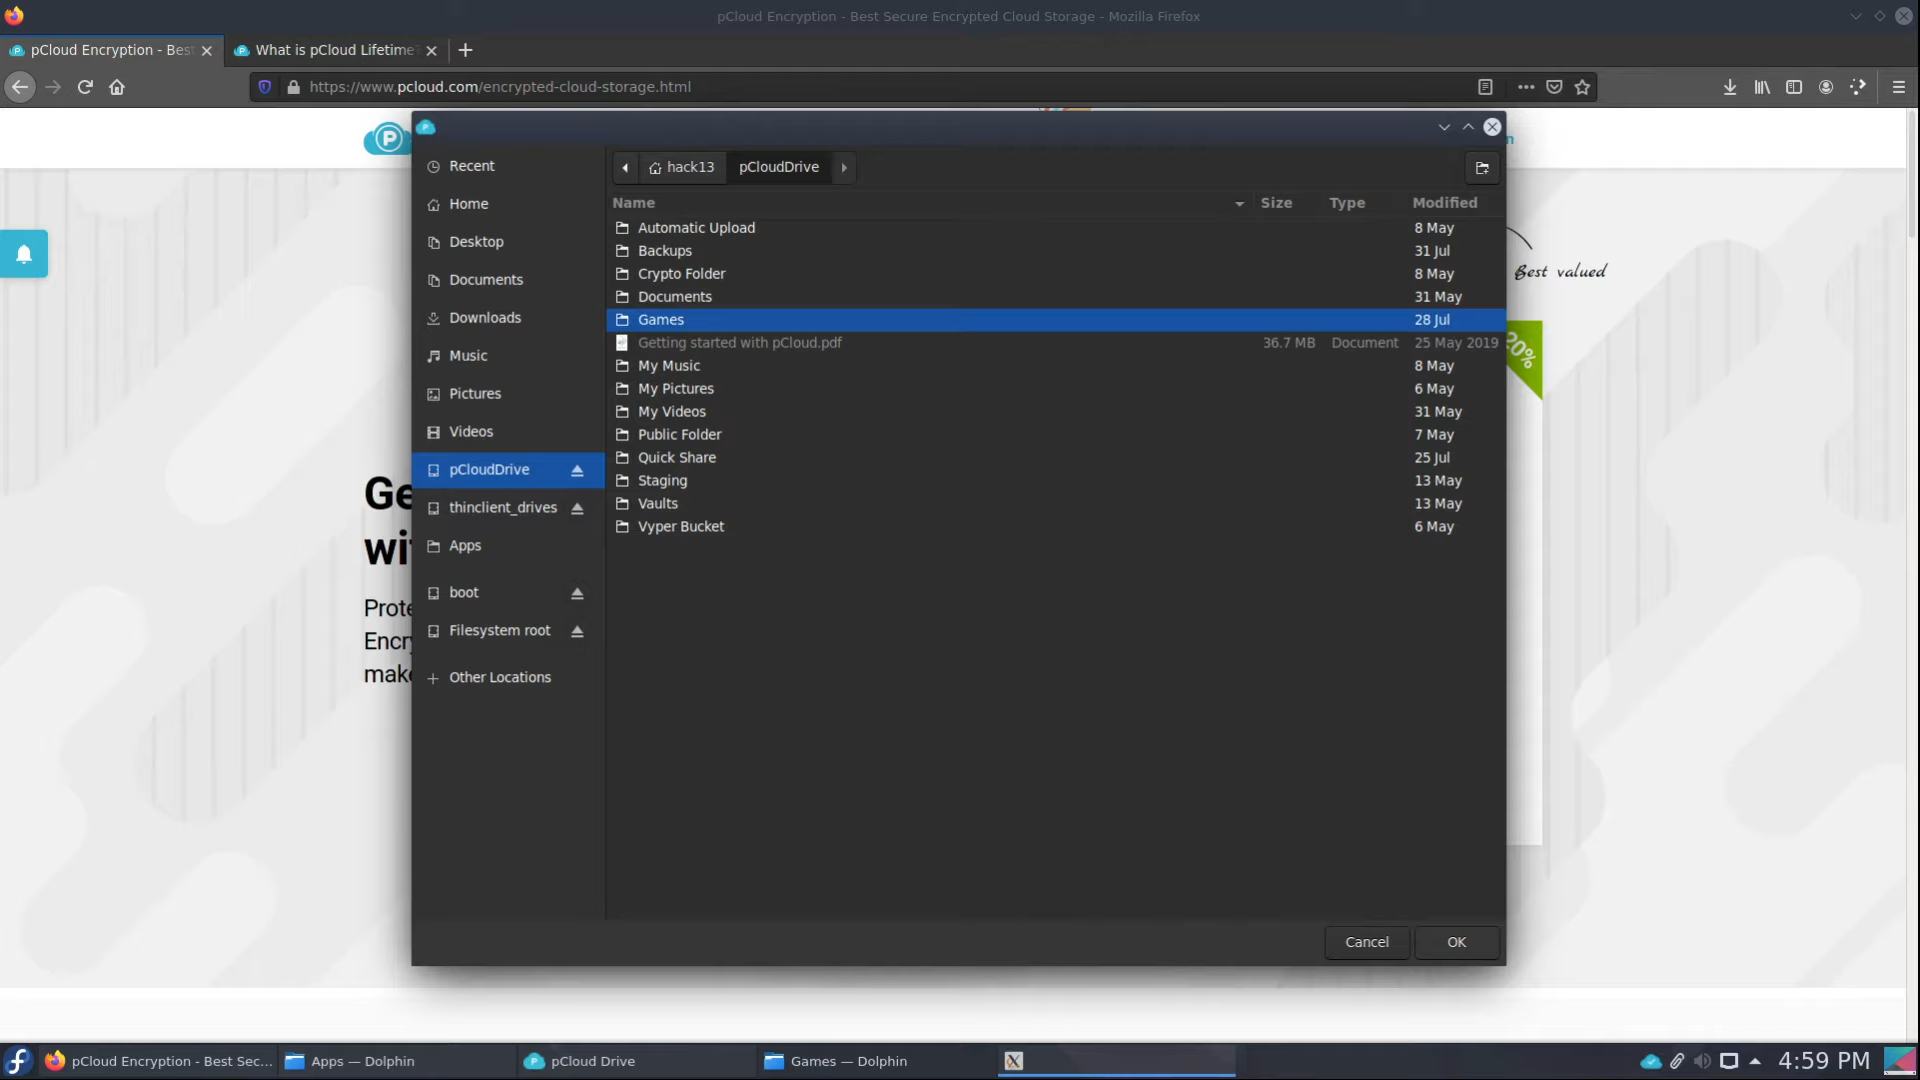 pCloud Encryption - Best Secure Encrypted Cloud Storage - Mozilla Firefox
pCloud Encryption - Bes
What is pCloud Lifetime
https://www.pcloud.com/encrypted-cloud-storage.html
Recent
Home
Desktop
Documents
Downloads
Music
Pictures
Videos
pCloudDrive
thinclient_drives
Apps
boot
Filesystem root
Other Locations
hack13 pCloudDrive
Name Size Type Modified
Automatic Upload 8 May
Backups 31 Jul
Crypto Folder 8 May
Documents 31 May
Games 28 Jul
Getting started with pCloud.pdf 36.7 MB Document 25 May 2019
My Music 8 May
My Pictures 6 May
My Videos 31 May
Public Folder 7 May
Quick Share 25 Jul
Staging 13 May
Vaults 13 May
Vyper Bucket 6 May
Cancel OK
Best valued
20%
Ge
wi
Prote
Encry
make
pCloud Encryption - Best Sec...
Apps — Dolphin
pCloud Drive
Games — Dolphin
4:59 PM